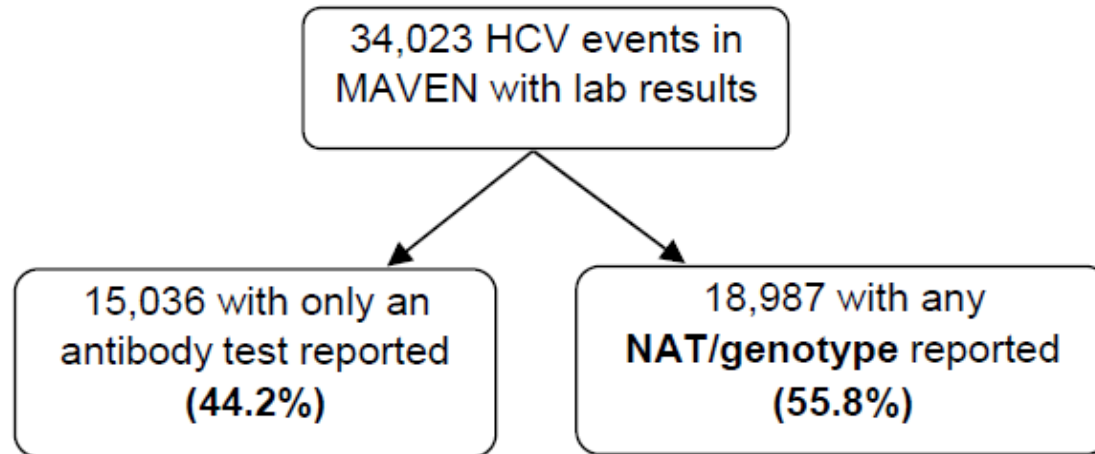 34,023 HCV events in
MAVEN with lab results
15,036 with only an
antibody test reported
(44.2%)
18,987 with any
NAT/genotype reported
(55.8%)